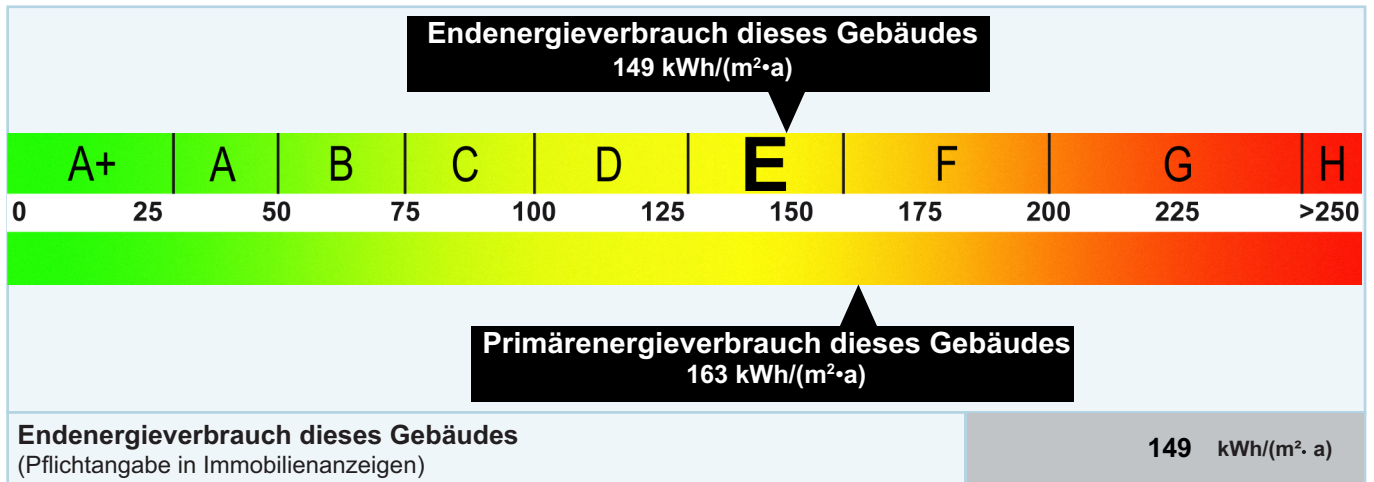 Endenergieverbrauch dieses Gebäudes
149 kWh/(m²•a)
A+ A B C D E F G H
0 25 50 75 100 125 150 175 200 225 >250
Primärenergieverbrauch dieses Gebäudes
163 kWh/(m²•a)
Endenergieverbrauch dieses Gebäudes
(Pflichtangabe in Immobilienanzeigen)
149 kWh/(m²· a)